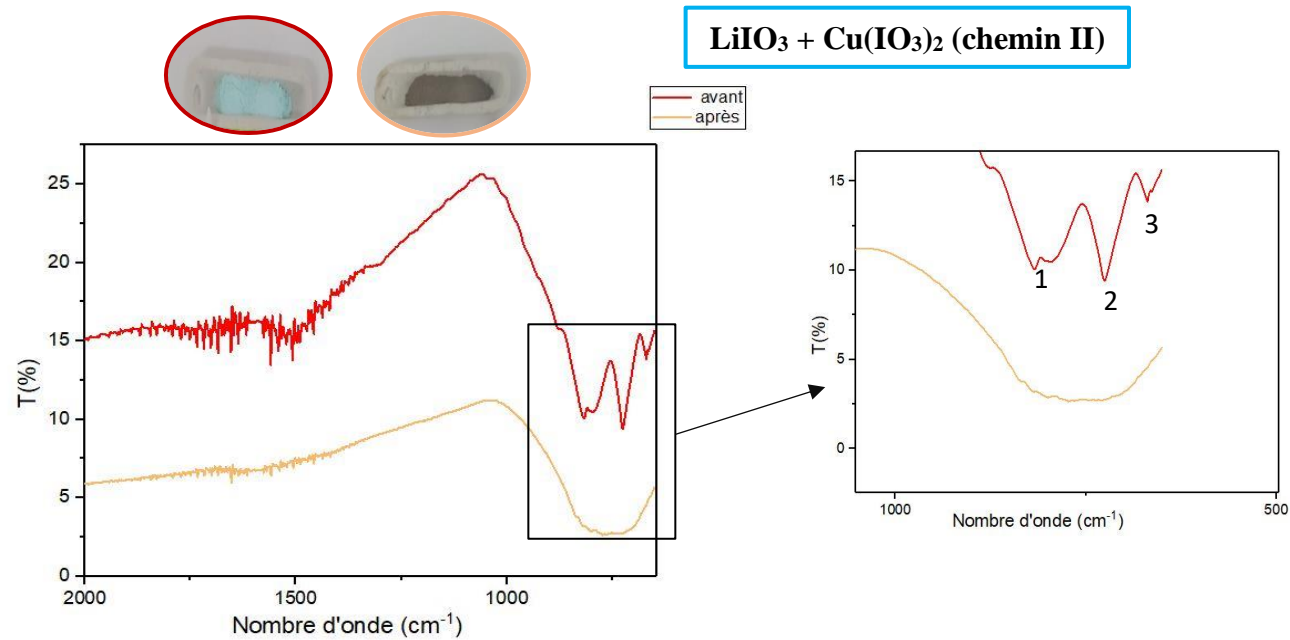 LiIO₃ + Cu(IO₃)₂ (chemin II)
avant
après
25
20
15
10
5
0
T(%)
2000
1500
1000
Nombre d'onde (cm⁻¹)
15
10
5
0
T(%)
1
2
3
1000
500
Nombre d'onde (cm⁻¹)